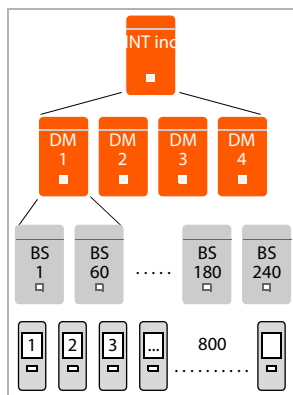 INT inc
DM DM DM DM
1 2 3 4
BS BS BS BS
1 60 ..... 180 240
1 2 3 ... 800
..........